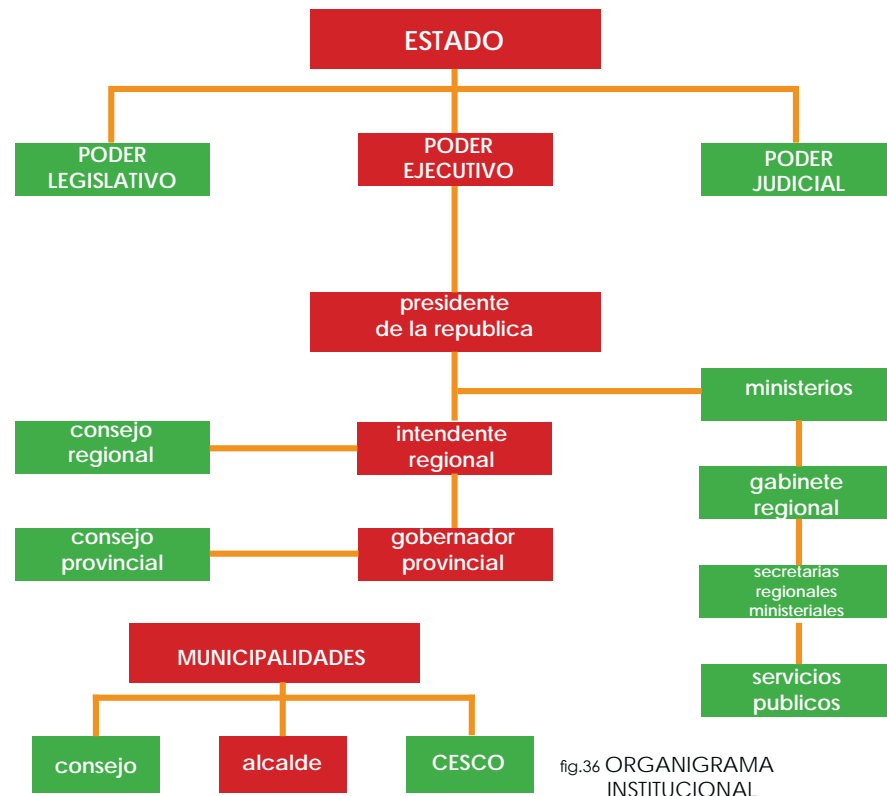 ESTADO
PODER
LEGISLATIVO
PODER
EJECUTIVO
PODER
JUDICIAL
presidente
de la republica
ministerios
consejo
regional
intendente
regional
gabinete
regional
consejo
provincial
gobernador
provincial
secretarias
regionales
ministeriales
MUNICIPALIDADES
servicios
publicos
consejo
alcalde
CESCO
fig.36 ORGANIGRAMA
INSTITUCIONAL